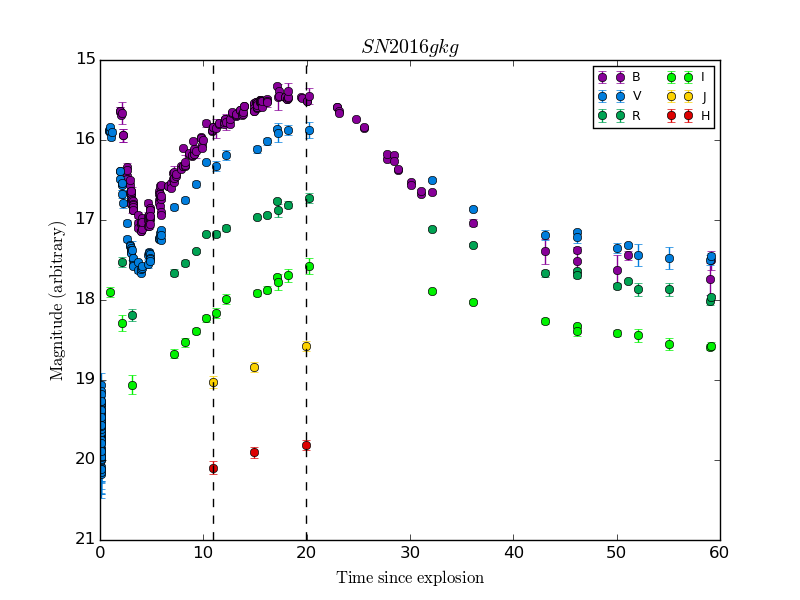 SN2016gkg
15
16
17
18
19
20
21
Magnitude (arbitrary)
B I
V J
R H
0 10 20 30 40 50 60
Time since explosion